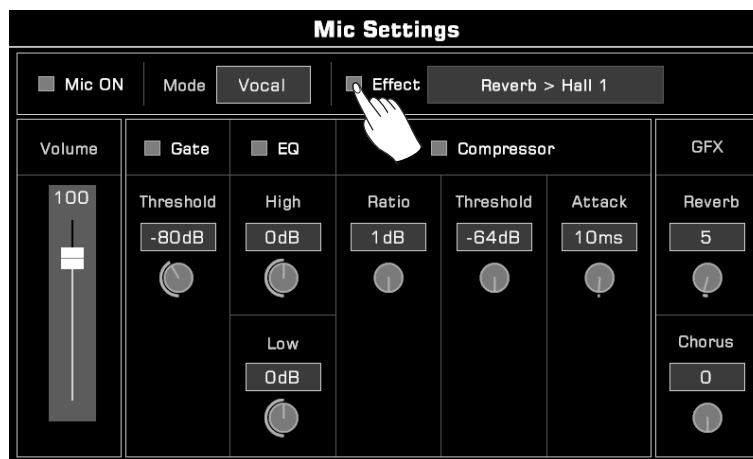 Mic Settings
Mic ON Mode Vocal Effect Reverb > Hall 1
Volume Gate EQ Compressor GFX
100 Threshold High Ratio Threshold Attack Reverb
-80dB 0dB 1dB -64dB 10ms 5
Low Chorus
0dB 0